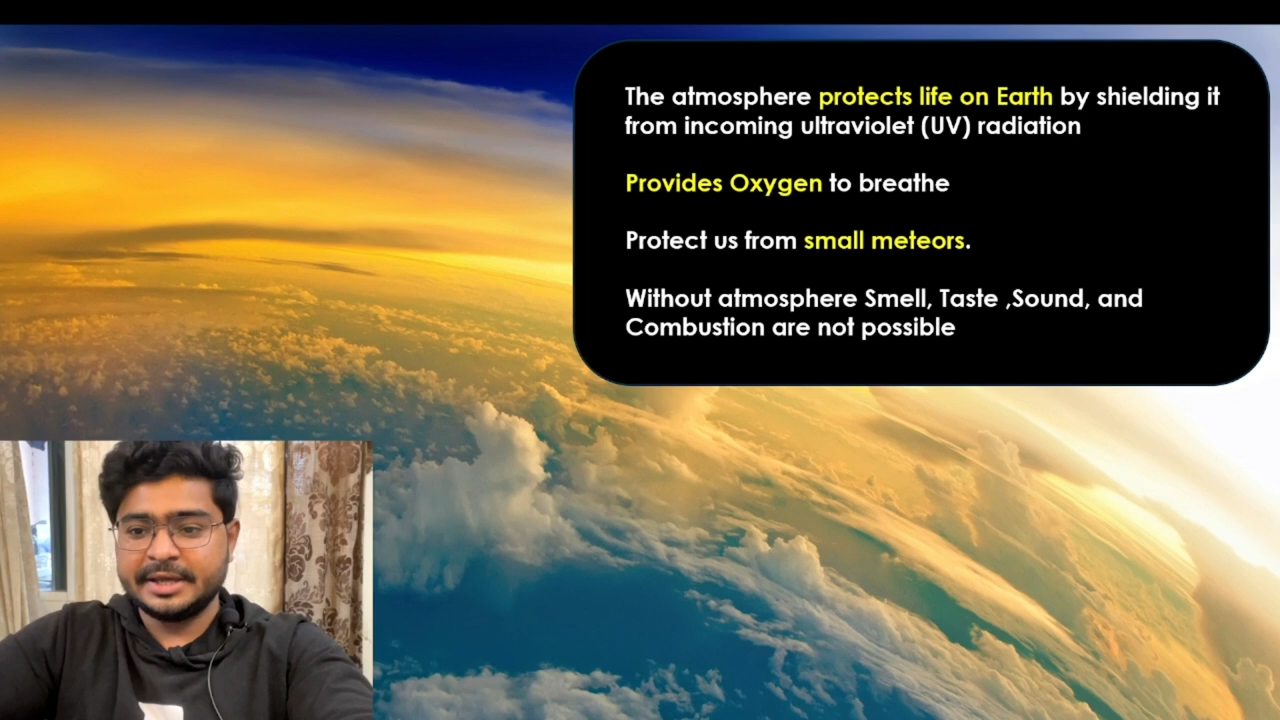 The atmosphere protects life on Earth by shielding it
from incoming ultraviolet (UV) radiation
Provides Oxygen to breathe
Protect us from small meteors.
Without atmosphere Smell, Taste ,Sound, and
Combustion are not possible